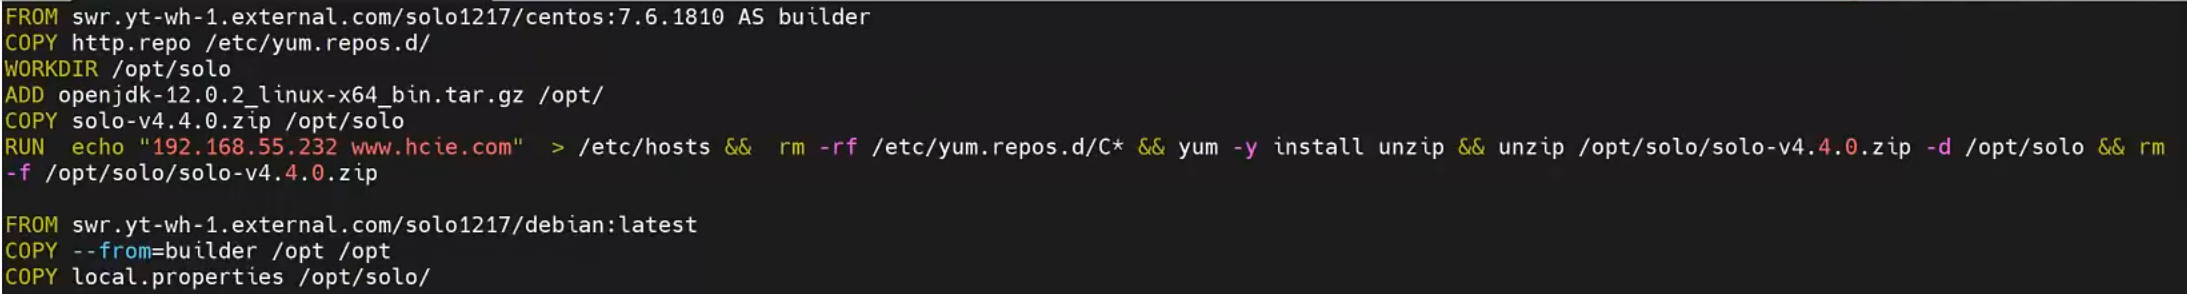 FROM swr.yt-wh-1.external.com/solo1217/centos:7.6.1810 AS builder
COPY http.repo /etc/yum.repos.d/
WORKDIR /opt/solo
ADD openjdk-12.0.2_linux-x64_bin.tar.gz /opt/
COPY solo-v4.4.0.zip /opt/solo
RUN  echo "192.168.55.232 www.hcie.com"  > /etc/hosts &&  rm -rf /etc/yum.repos.d/C* && yum -y install unzip && unzip /opt/solo/solo-v4.4.0.zip -d /opt/solo && rm
-f /opt/solo/solo-v4.4.0.zip
FROM swr.yt-wh-1.external.com/solo1217/debian:latest
COPY --from=builder /opt /opt
COPY local.properties /opt/solo/